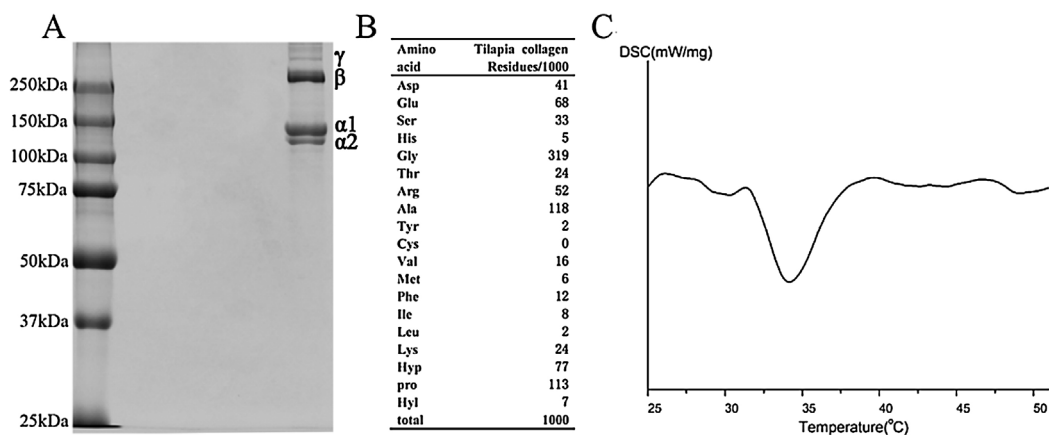 A
γ
β
α1
α2
250kDa
150kDa
100kDa
75kDa
50kDa
37kDa
25kDa
B
Amino Tilapia collagen
acid Residues/1000
Asp 41
Glu 68
Ser 33
His 5
Gly 319
Thr 24
Arg 52
Ala 118
Tyr 2
Cys 0
Val 16
Met 6
Phe 12
Ile 8
Leu 2
Lys 24
Hyp 77
pro 113
Hyl 7
total 1000
C
DSC(mW/mg)
25 30 35 40 45 50
Temperature(°C)